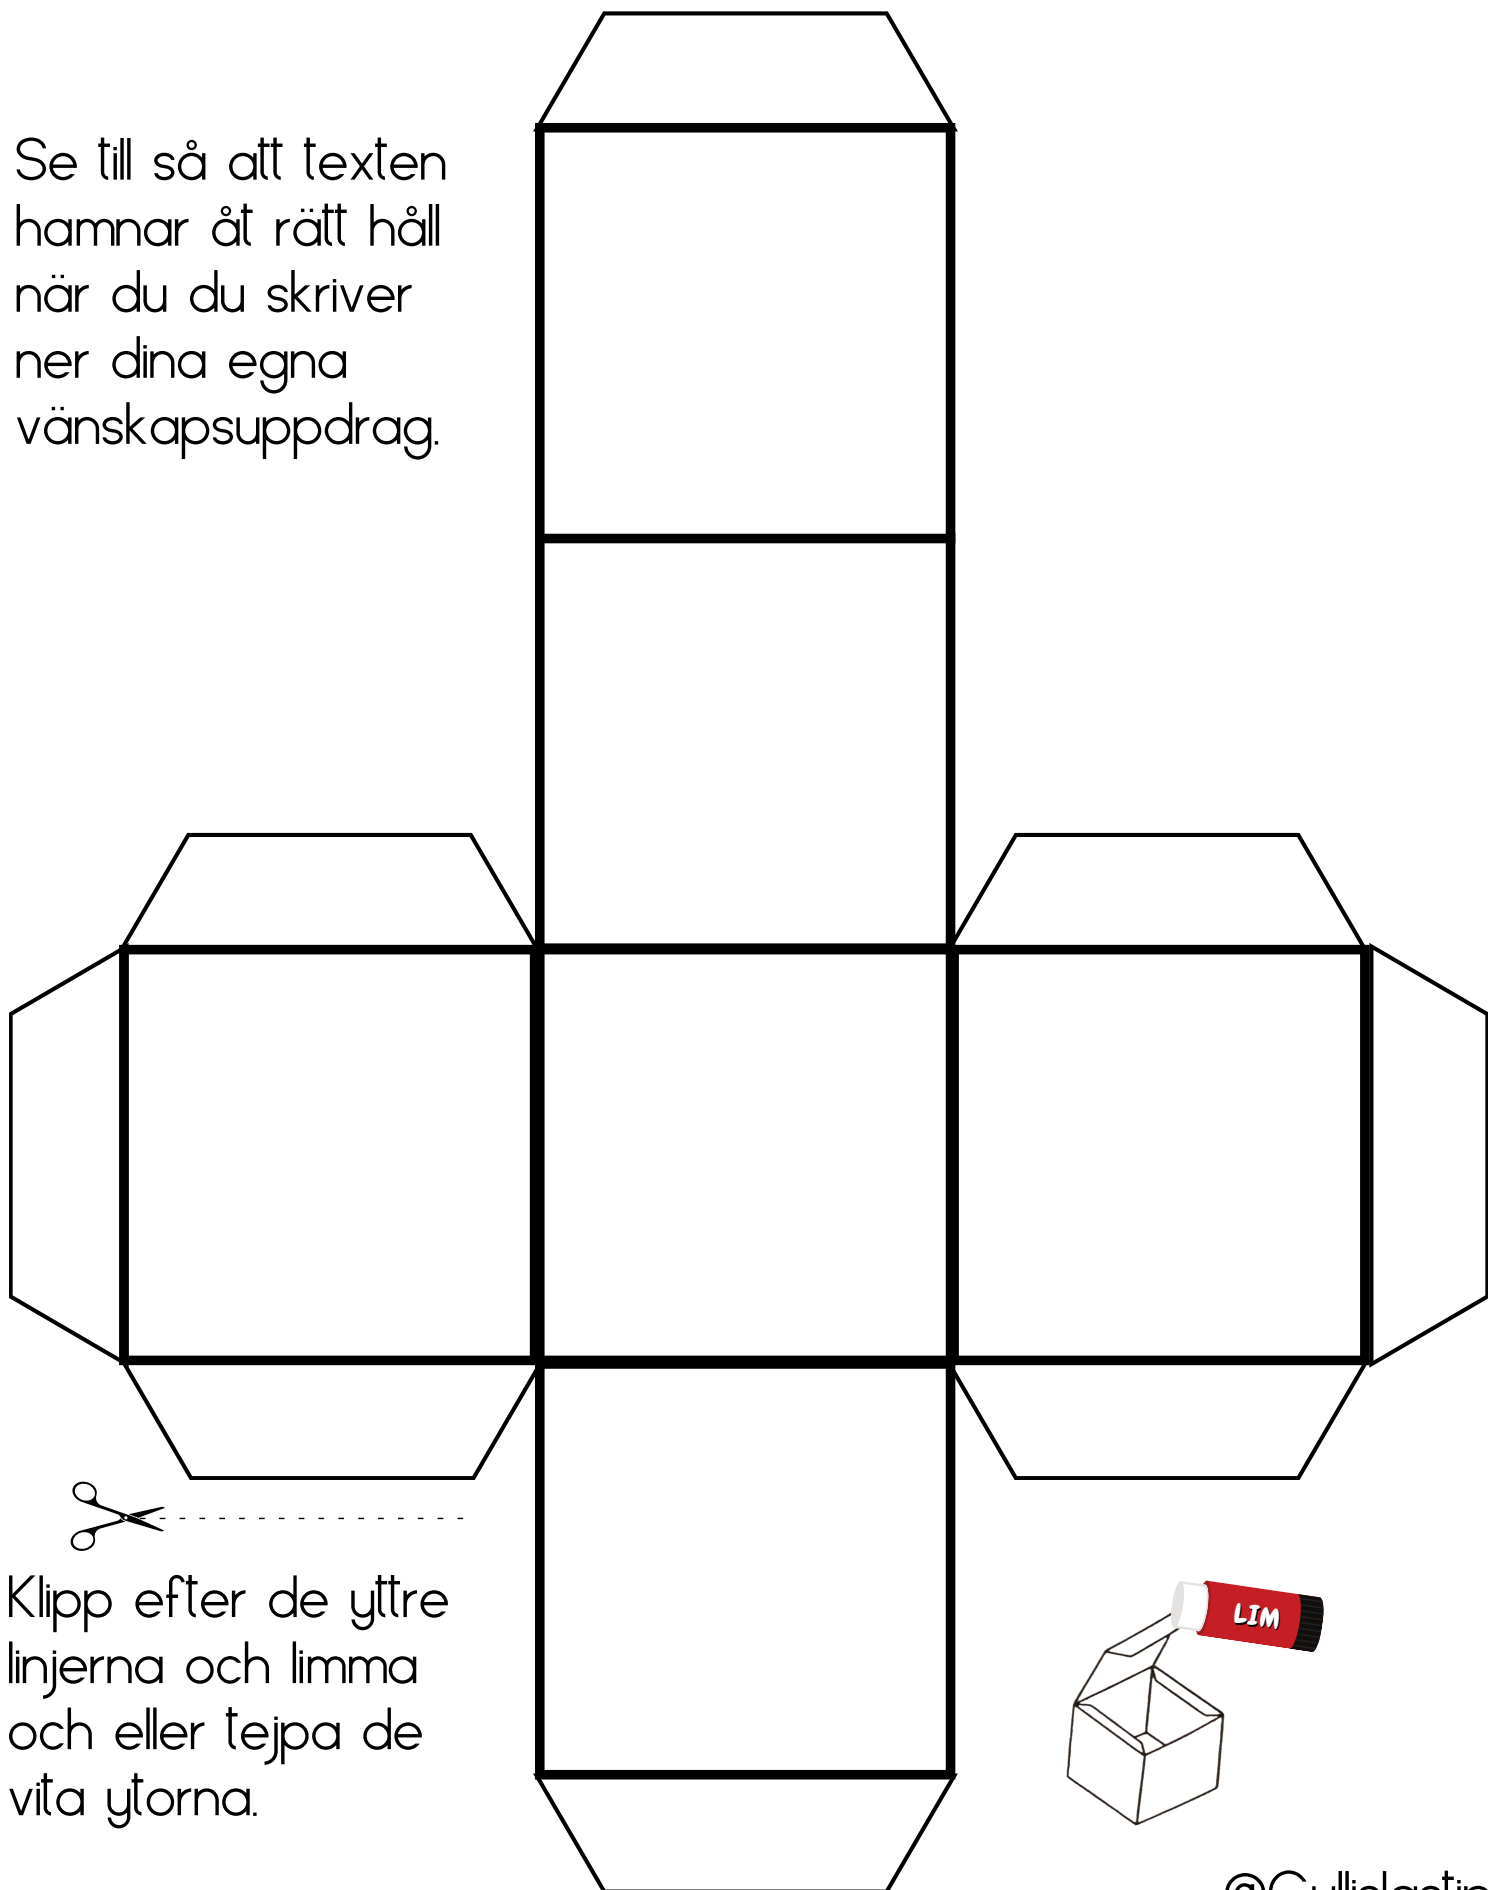 Se till så att texten
hamnar åt rätt håll
när du du skriver
ner dina egna
vänskapsuppdrag.
Klipp efter de yttre
linjerna och limma
och eller tejpa de
vita ytorna.
LIM